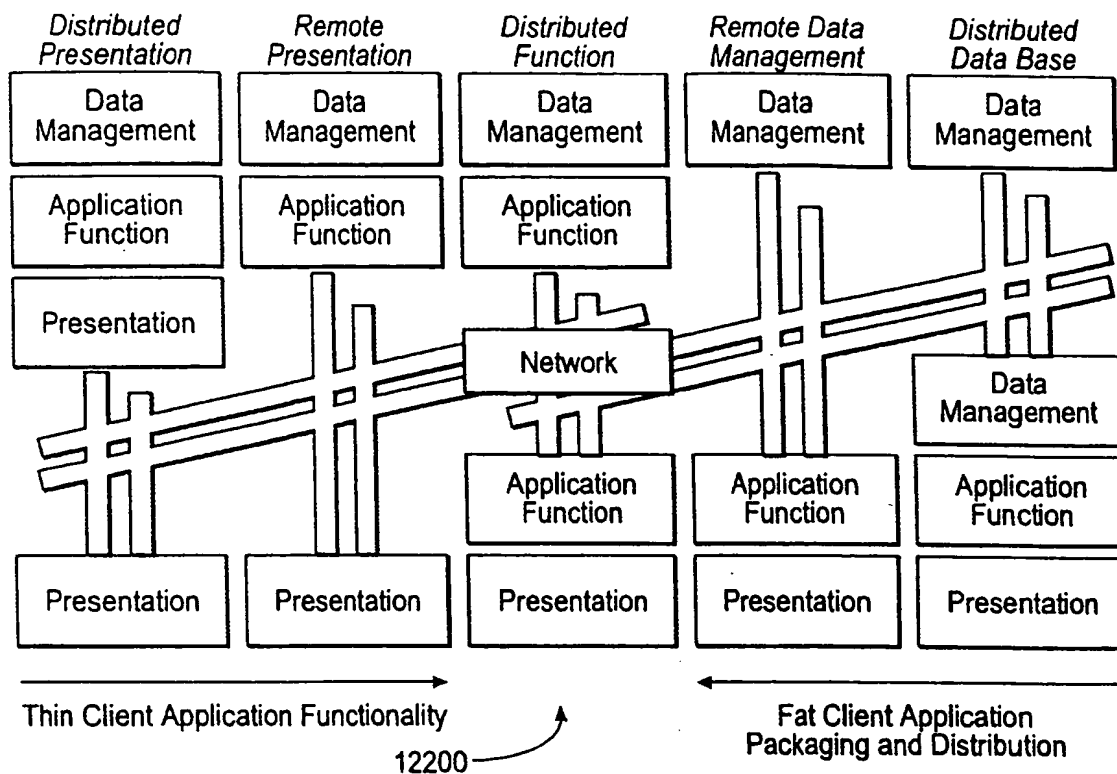 Distributed
Presentation
Remote
Presentation
Distributed
Function
Remote Data
Management
Distributed
Data Base
Data
Management
Data
Management
Data
Management
Data
Management
Data
Management
Application
Function
Application
Function
Application
Function
Presentation
Network
Data
Management
Application
Function
Application
Function
Application
Function
Presentation
Presentation
Presentation
Presentation
Presentation
Thin Client Application Functionality
12200
Fat Client Application
Packaging and Distribution